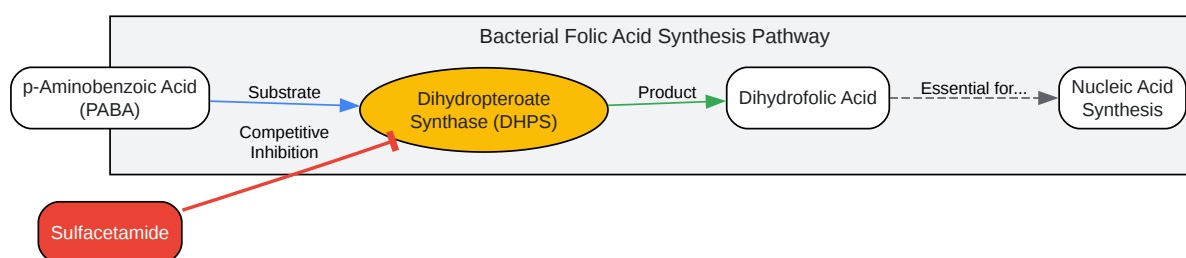 Bacterial Folic Acid Synthesis Pathway
p-Aminobenzoic Acid
(PABA)
Substrate
Dihydropteroate
Synthase (DHPS)
Product
Dihydrofolic Acid
Essential for...
Nucleic Acid
Synthesis
Competitive
Inhibition
Sulfacetamide